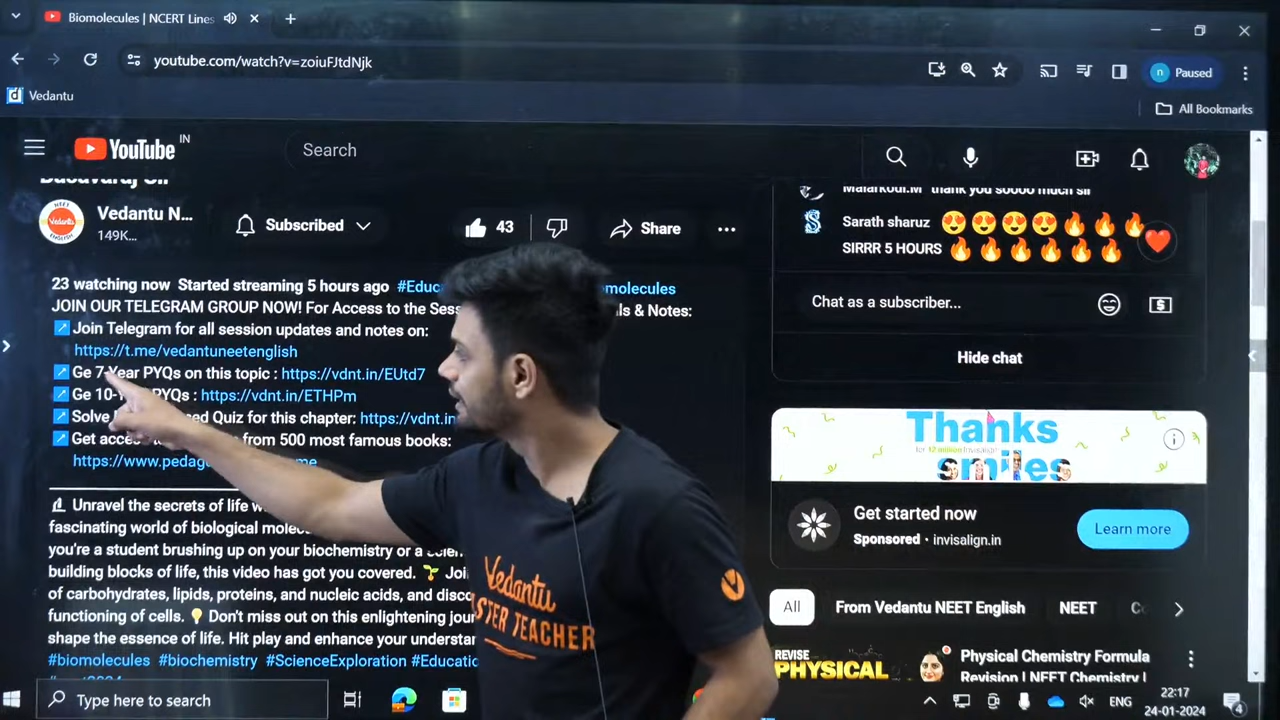 Biomolecules | NCERT Lines
youtube.com/watch?v=zoiuFJtdNjk
n Paused
Vedantu
All Bookmarks
YouTube IN
Search
thank you soooo much sir
Vedantu N...
149K...
Subscribed
43
Share
Sarath sharuz 😍😍😍😍🔥🔥🔥
SIRRR 5 HOURS 🔥🔥🔥🔥🔥🔥
23 watching now Started streaming 5 hours ago #Educ
omolecules
JOIN OUR TELEGRAM GROUP NOW! For Access to the Sess
ls & Notes:
Join Telegram for all session updates and notes on:
https://t.me/vedantuneetenglish
Ge 7-Year PYQs on this topic : https://vdnt.in/EUtd7
Ge 10-Y PYQs : https://vdnt.in/ETHPm
Solve ed Quiz for this chapter: https://vdnt.in
Get acce from 500 most famous books:
https://www.pedag me
Chat as a subscriber...
Hide chat
Thanks
for 12 million Invisalign
smiles
Get started now
Sponsored • invisalign.in
Learn more
Unravel the secrets of life w
fascinating world of biological molec
you're a student brushing up on your biochemistry or a scien
building blocks of life, this video has got you covered. 🌱 Joi
of carbohydrates, lipids, proteins, and nucleic acids, and disco
functioning of cells. 💡 Don't miss out on this enlightening jour
shape the essence of life. Hit play and enhance your understan
#biomolecules #biochemistry #ScienceExploration #Educatio
All
From Vedantu NEET English
NEET
REVISE
PHYSICAL
Physical Chemistry Formula
Revision | NEET Chemistry |
Vedantu
STER TEACHER
Type here to search
ENG
22:17
24-01-2024
4